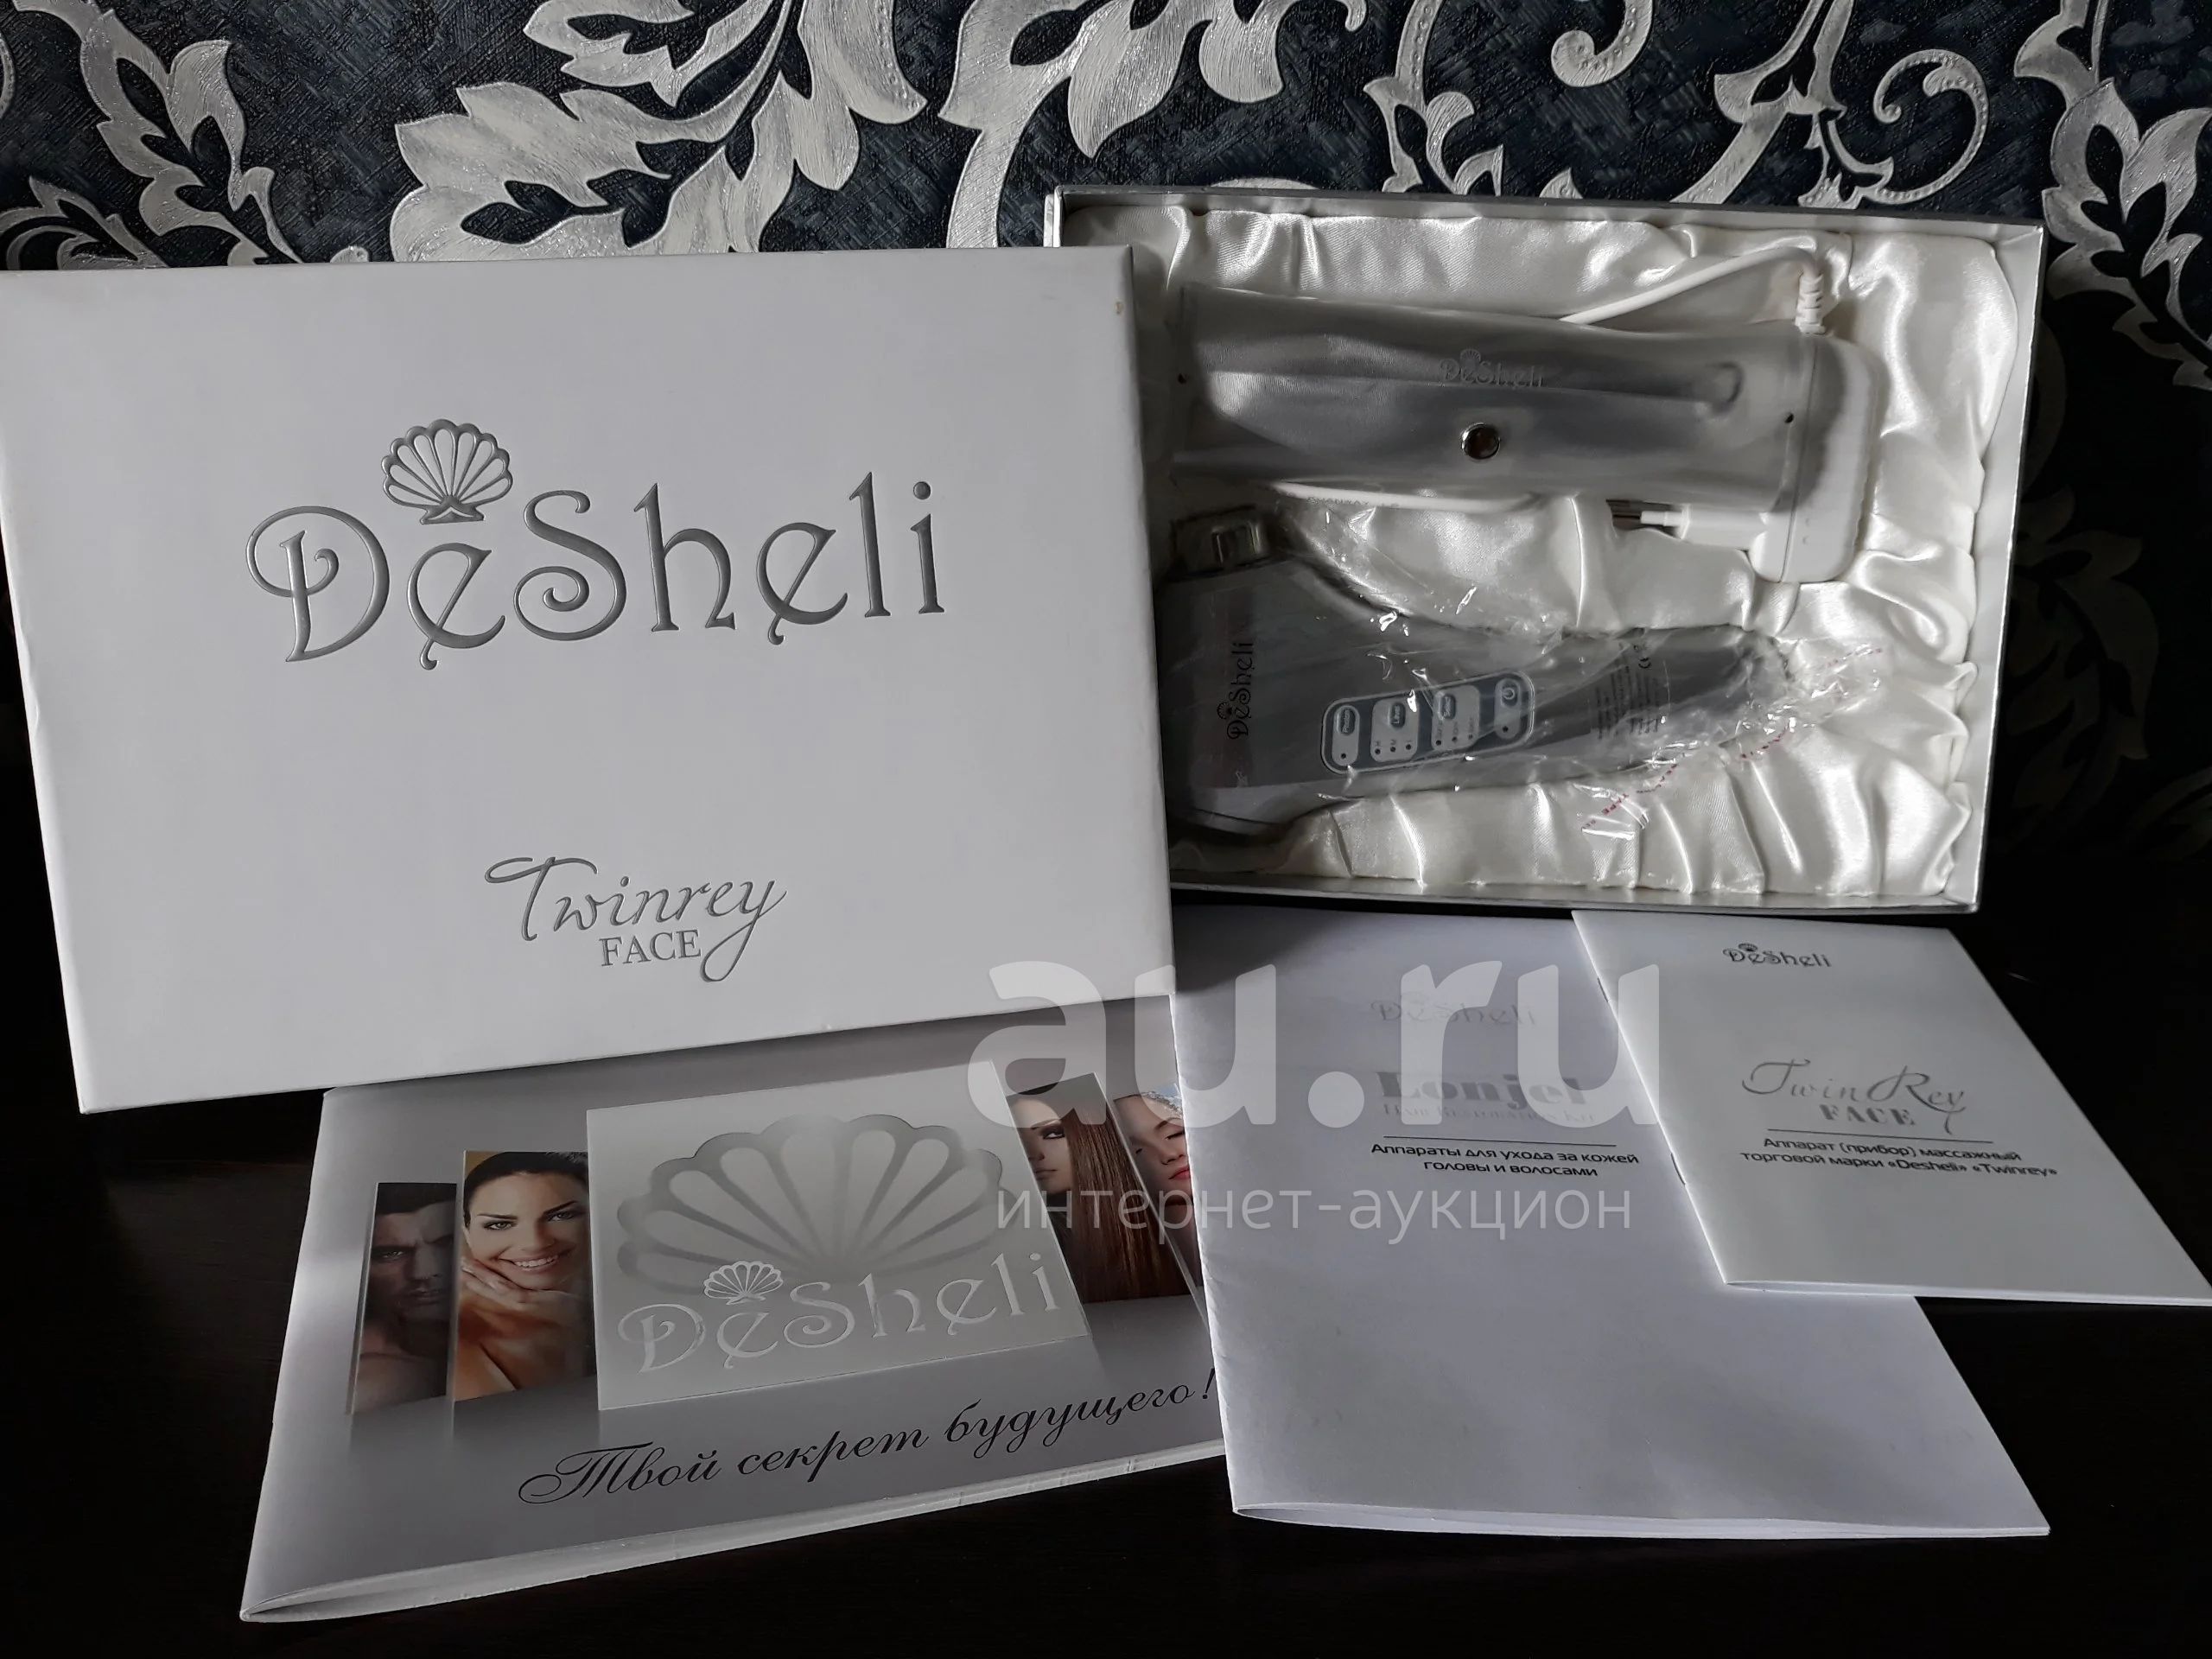 DeSheli
Twinrey
FACE
DeSheli
DeSheli
au.ru
интернет-аукцион
DeSheli
Твой секрет будущего!
DeSheli
Lonjet
Аппараты для ухода за кожей
головы и волосами
DeSheli
TwinRey
FACE
Аппарат (прибор) массажный
торговой марки «Desheli» «Twinrey»